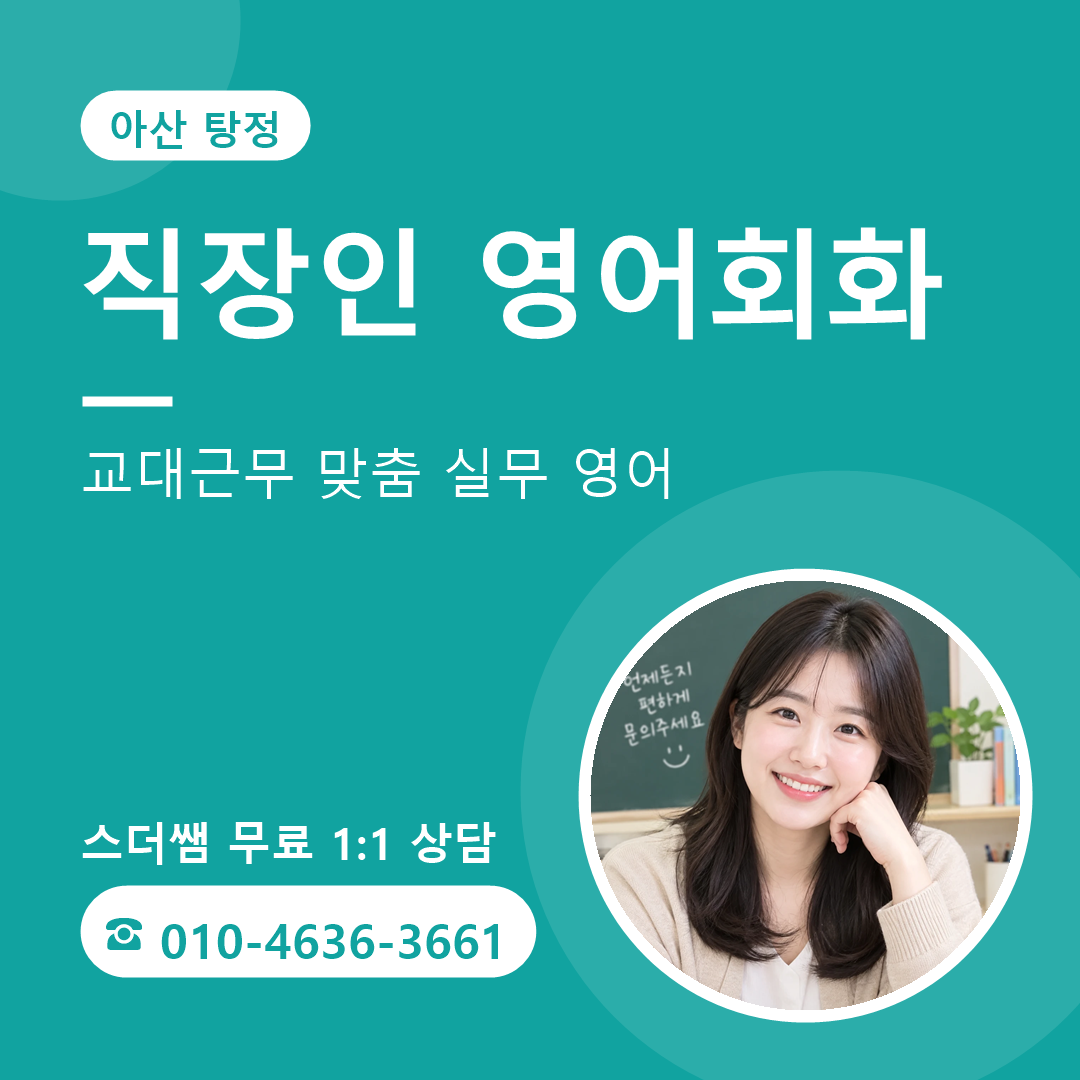 아산 탕정
직장인 영어회화
교대근무 맞춤 실무 영어
언제든지
편하게
문의주세요
스더쌤 무료 1:1 상담
☎ 010-4636-3661